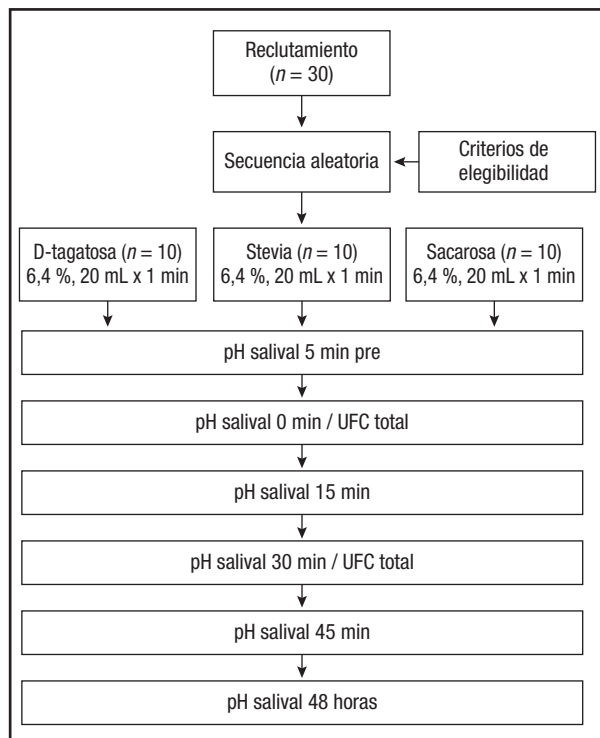 Reclutamiento
(n = 30)
Secuencia aleatoria
Criterios de
elegibilidad
D-tagatosa (n = 10)
6,4 %, 20 mL x 1 min
Stevia (n = 10)
6,4 %, 20 mL x 1 min
Sacarosa (n = 10)
6,4 %, 20 mL x 1 min
pH salival 5 min pre
pH salival 0 min / UFC total
pH salival 15 min
pH salival 30 min / UFC total
pH salival 45 min
pH salival 48 horas